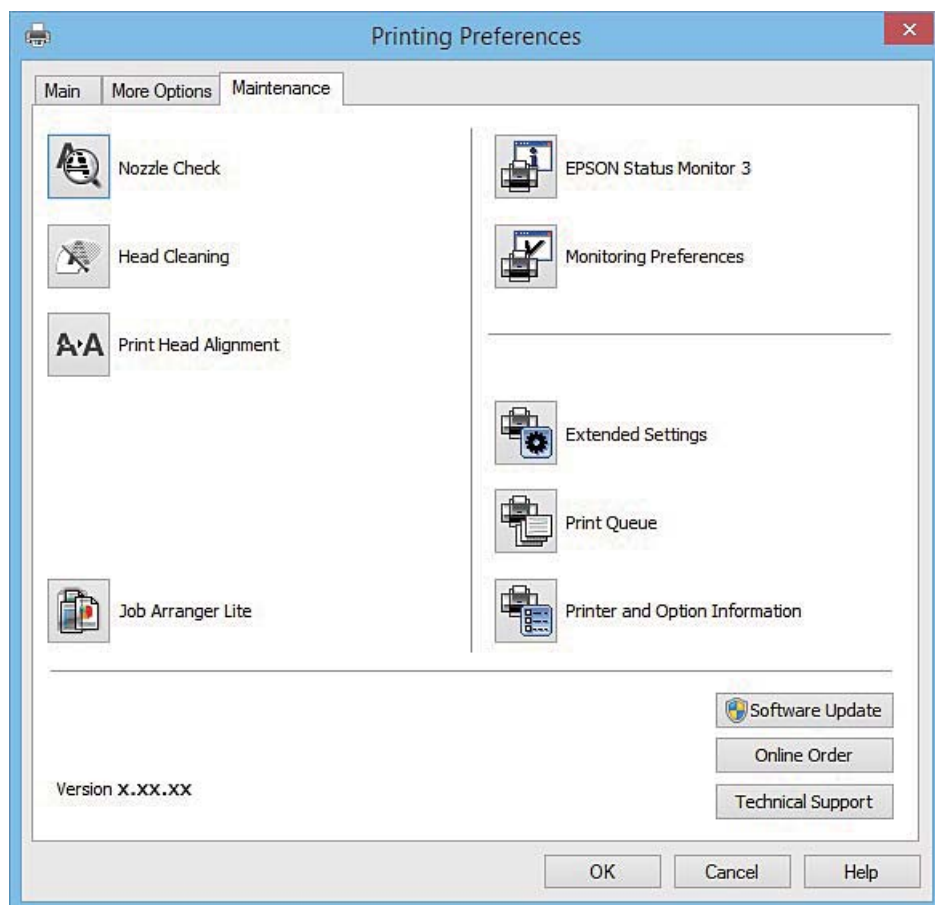 Printing Preferences
Main
More Options
Maintenance
Nozzle Check
Head Cleaning
A▸A Print Head Alignment
Job Arranger Lite
EPSON Status Monitor 3
Monitoring Preferences
Extended Settings
Print Queue
Printer and Option Information
Software Update
Online Order
Technical Support
Version x.xx.xx
OK
Cancel
Help